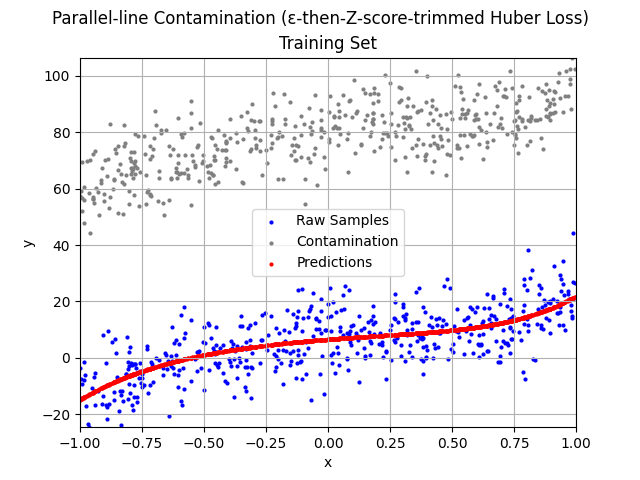 Parallel-line Contamination (ε-then-Z-score-trimmed Huber Loss)
Training Set
100
80
60
40
20
0
−20
y
Raw Samples
Contamination
Predictions
−1.00 −0.75 −0.50 −0.25 0.00 0.25 0.50 0.75 1.00
x